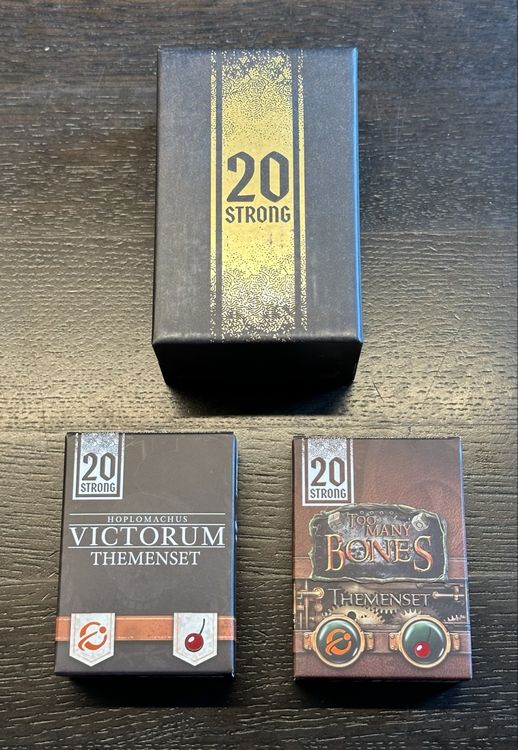 20
STRONG
20
STRONG
HOPLOMACHUS
VICTORUM
THEMENSET
20
STRONG
TOO
MANY
BONES
THEMENSET